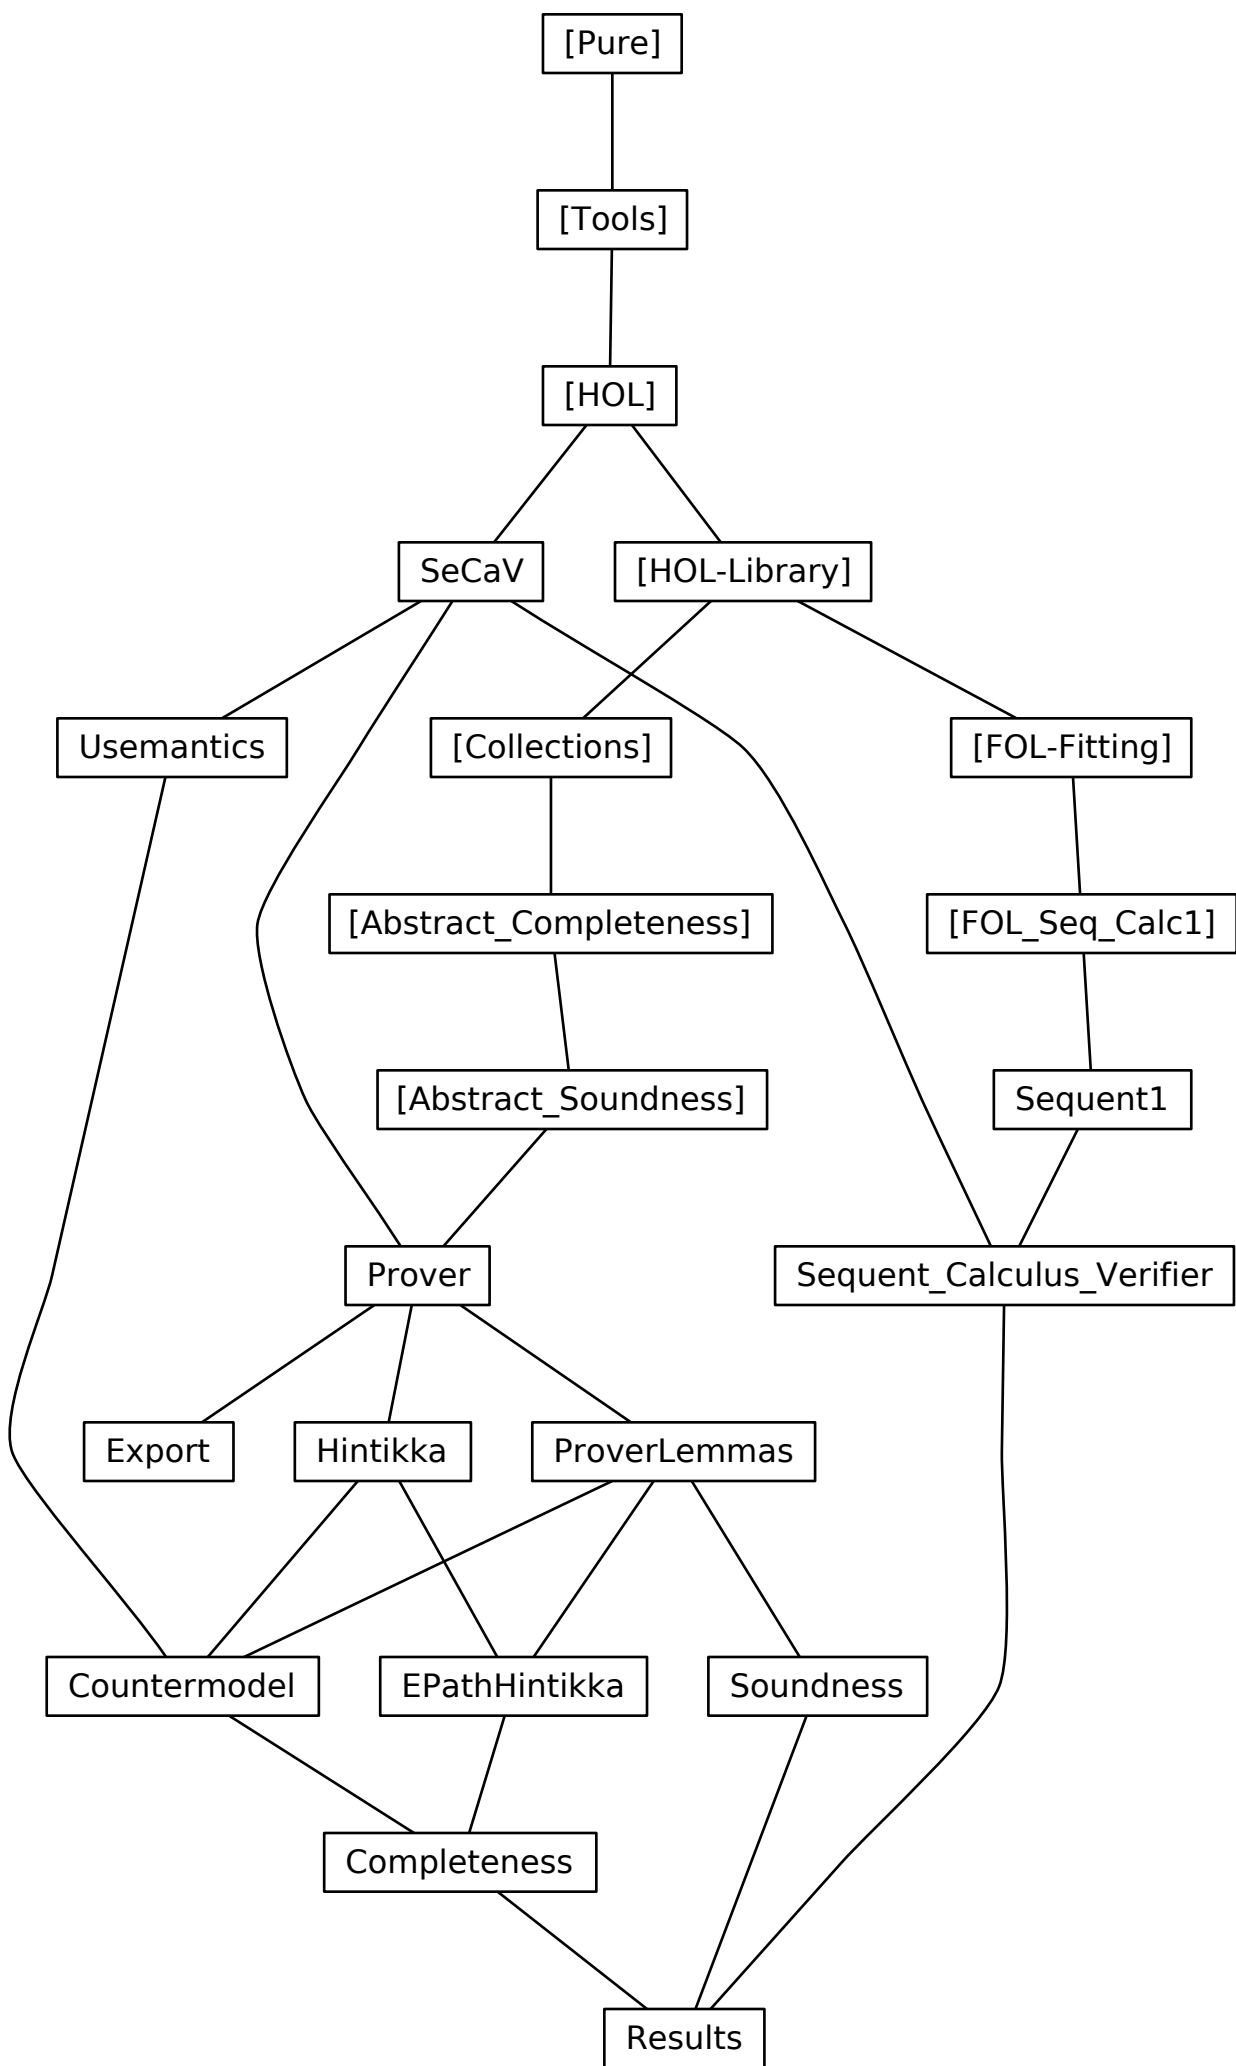 [Pure]
[Tools]
[HOL]
SeCaV
[HOL-Library]
Usemantics
[Collections]
[FOL-Fitting]
[Abstract_Completeness]
[FOL_Seq_Calc1]
[Abstract_Soundness]
Sequent1
Prover
Sequent_Calculus_Verifier
Export
Hintikka
ProverLemmas
Countermodel
EPathHintikka
Soundness
Completeness
Results